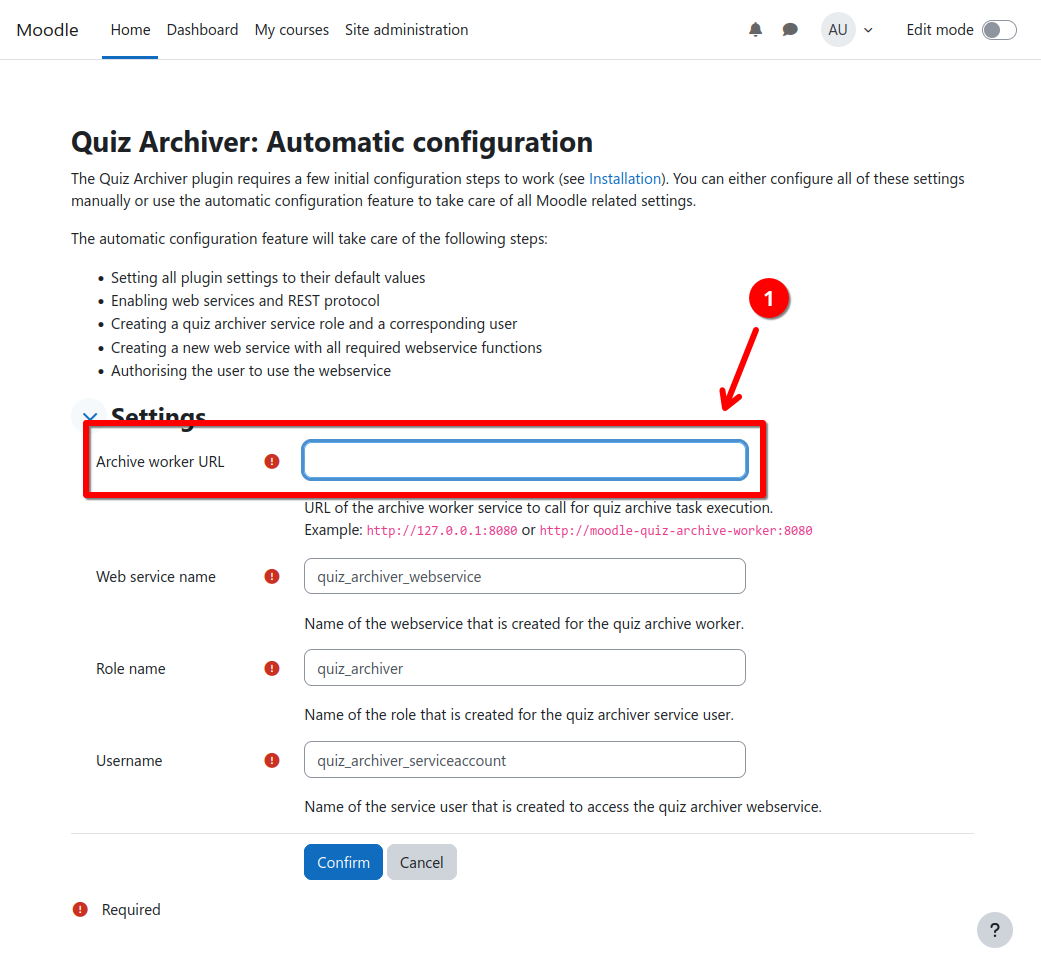 Moodle Home Dashboard My courses Site administration AU Edit mode
Quiz Archiver: Automatic configuration
The Quiz Archiver plugin requires a few initial configuration steps to work (see Installation). You can either configure all of these settings
manually or use the automatic configuration feature to take care of all Moodle related settings.
The automatic configuration feature will take care of the following steps:
• Setting all plugin settings to their default values
• Enabling web services and REST protocol
1
• Creating a quiz archiver service role and a corresponding user
• Creating a new web service with all required webservice functions
• Authorising the user to use the webservice
Settings
Archive worker URL !
URL of the archive worker service to call for quiz archive task execution.
Example: http://127.0.0.1:8080 or http://moodle-quiz-archive-worker:8080
Web service name ! quiz_archiver_webservice
Name of the webservice that is created for the quiz archive worker.
Role name ! quiz_archiver
Name of the role that is created for the quiz archiver service user.
Username ! quiz_archiver_serviceaccount
Name of the service user that is created to access the quiz archiver webservice.
Confirm Cancel
! Required
?